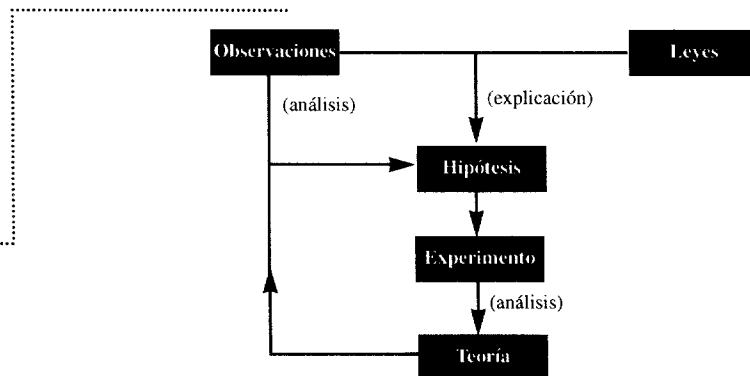 Observaciones
Leyes
(análisis)
(explicación)
Hipótesis
Experimento
(análisis)
Teoría